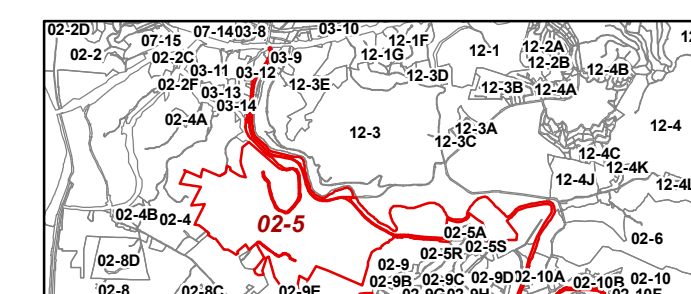 02-2D 07-14 03-8 03-10
07-15 12-1F 12-2A
02-2 02-2C 03-9 12-1G 12-1 12-2B
03-11 03-12 12-3D 12-4B
02-2F 03-13 12-3E 12-3B 12-4A
03-14
02-4A 12-3 12-3A 12-4
12-3C
12-4C
12-4J 12-4K
02-4B 02-4 02-5
02-5A 02-6
02-5R 02-5S
02-8D 02-9
02-9B 02-9C 02-9D 02-10A 02-10B 02-10
02-8 02-8C 02-9E